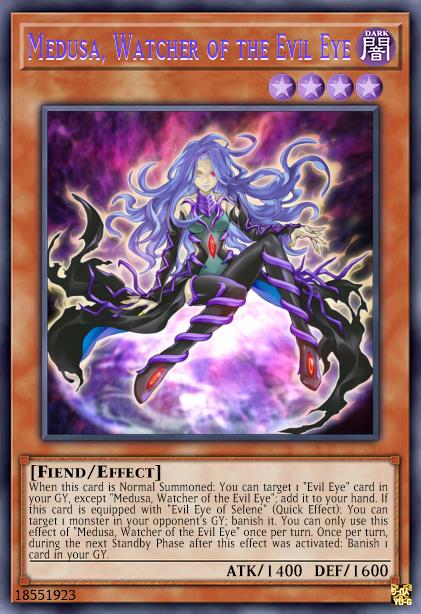 MEDUSA, WATCHER OF THE EVIL EYE
DARK
闇
[FIEND/EFFECT]
When this card is Normal Summoned: You can target 1 "Evil Eye" card in
your GY, except "Medusa, Watcher of the Evil Eye"; add it to your hand. If
this card is equipped with "Evil Eye of Selene" (Quick Effect): You can
target 1 monster in your opponent's GY; banish it. You can only use this
effect of "Medusa, Watcher of the Evil Eye" once per turn. Once per turn,
during the next Standby Phase after this effect was activated: Banish 1
card in your GY.
ATK/1400 DEF/1600
18551923